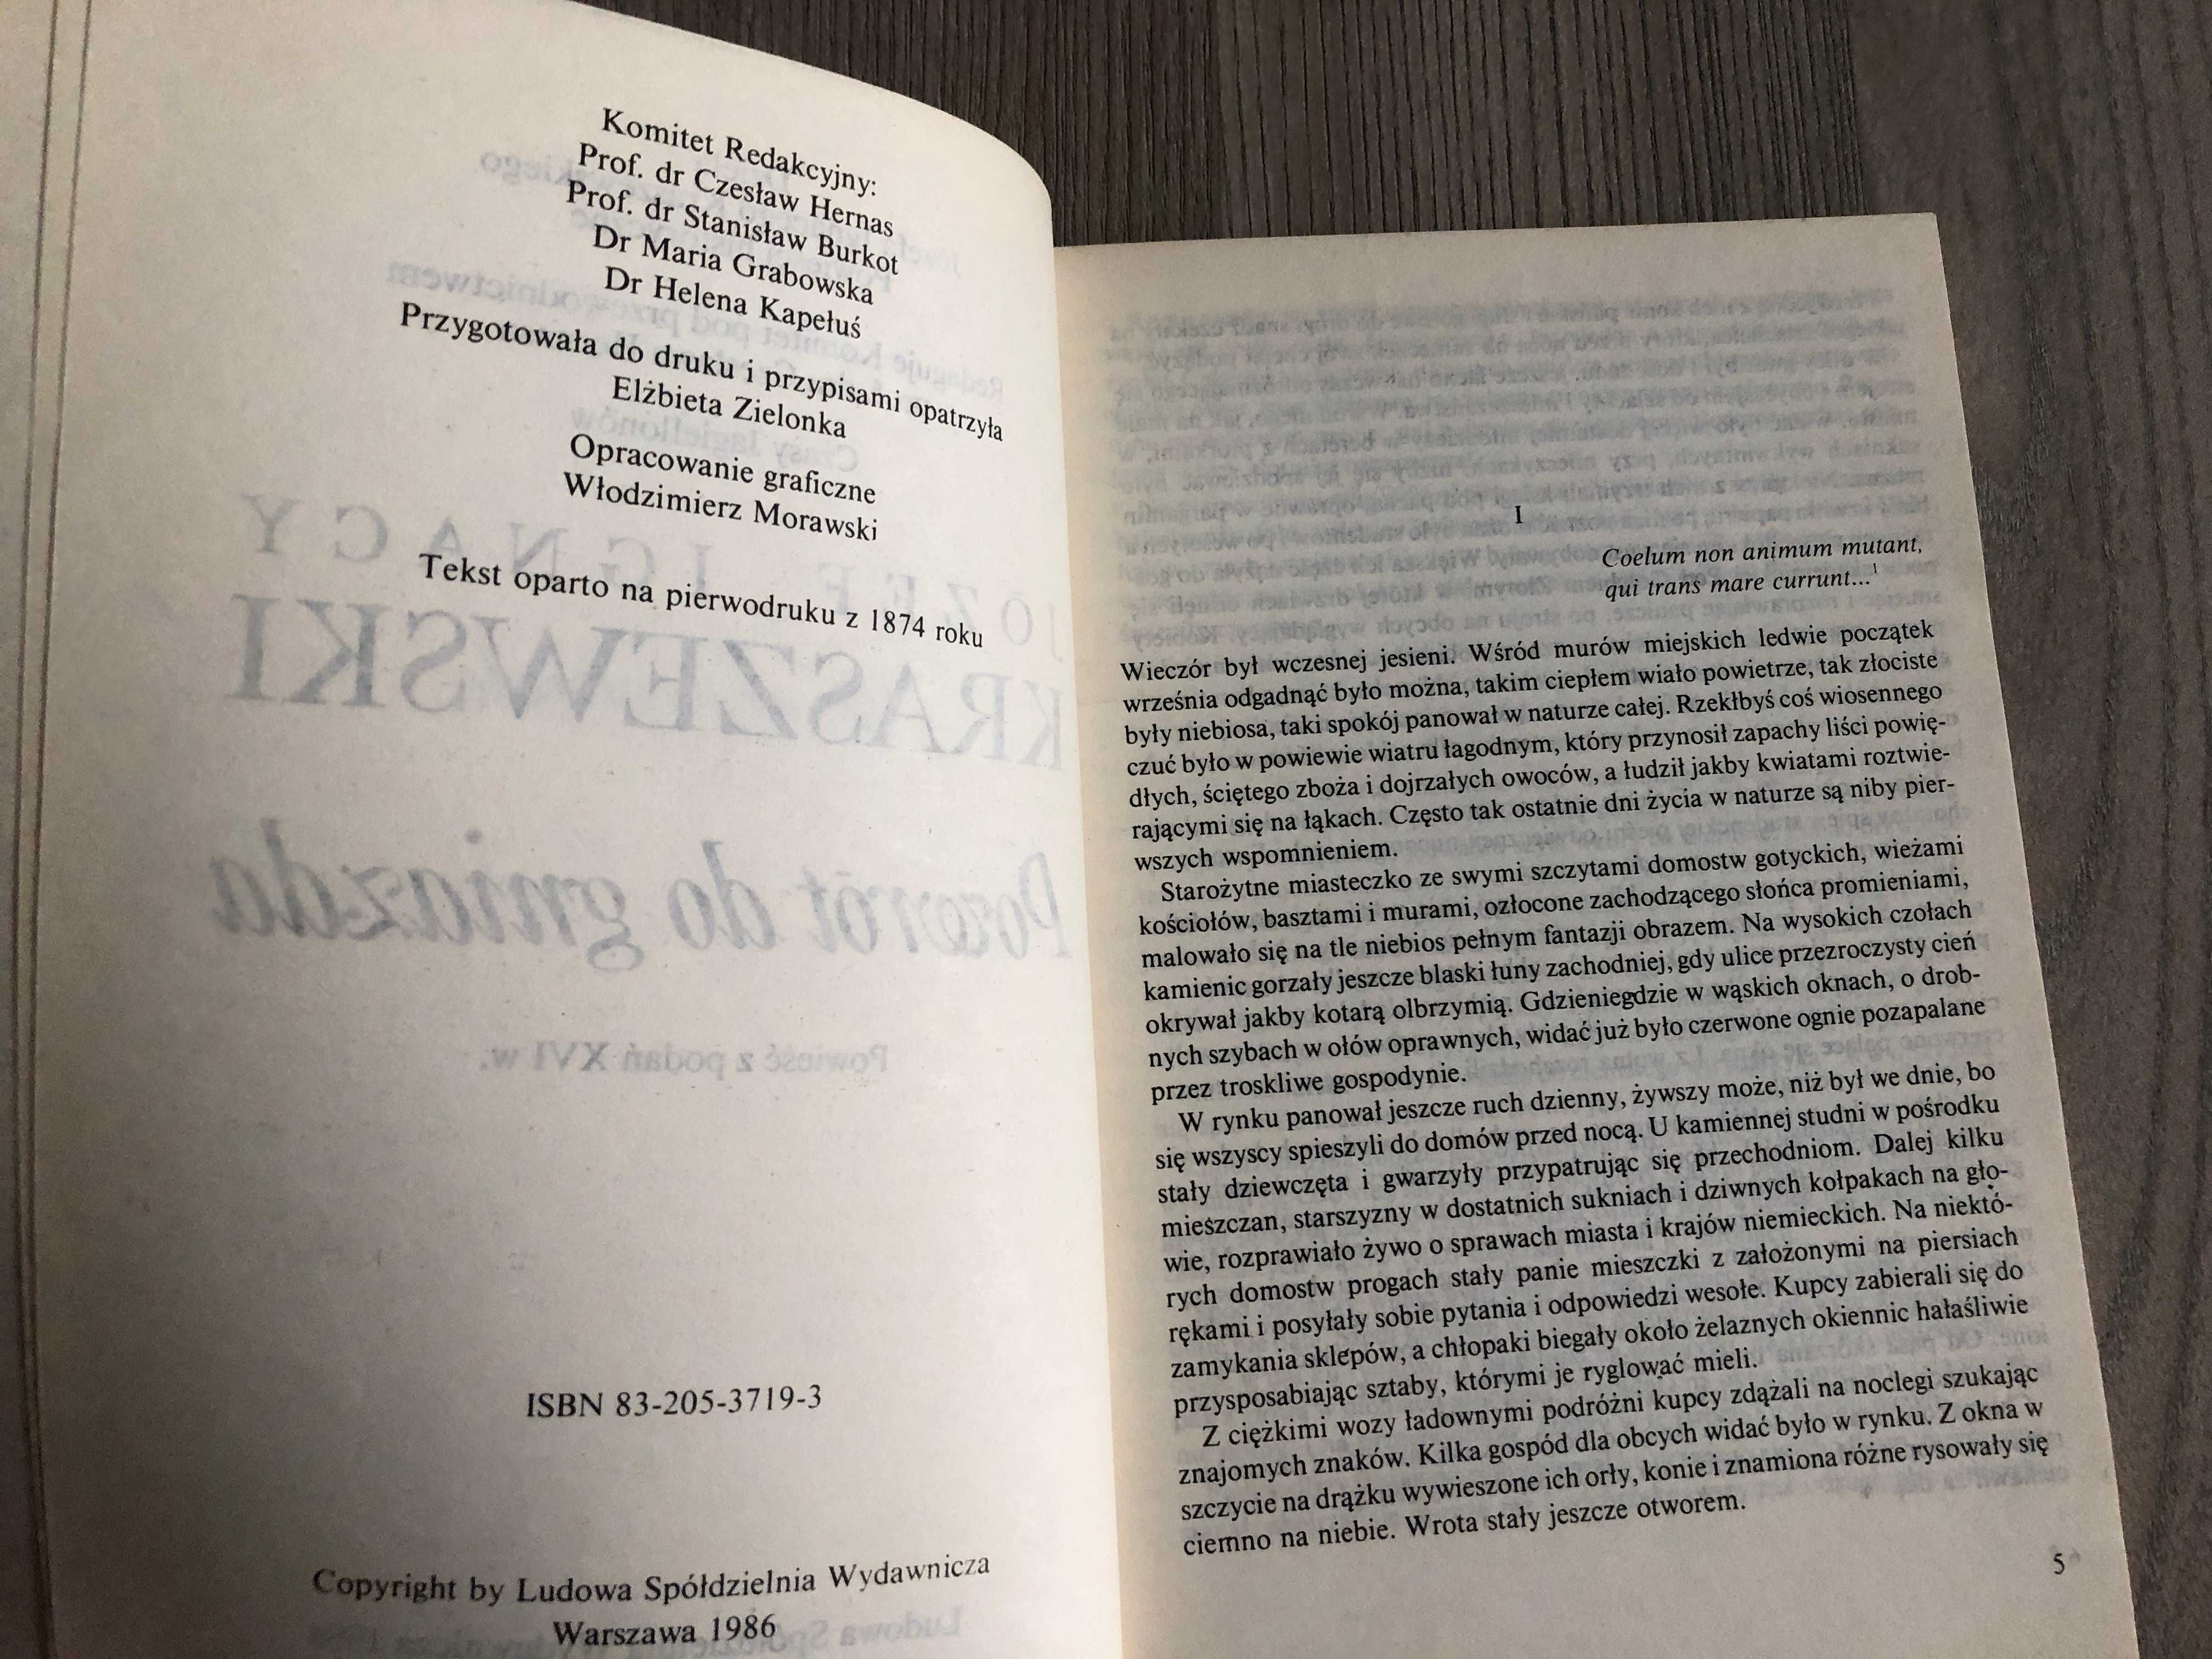 Komitet Redakcyjny:
Prof. dr Czesław Hernas
Prof. dr Stanisław Burkot
Dr Maria Grabowska
Dr Helena Kapełuś
Przygotowała do druku i przypisami opatrzyła
Elżbieta Zielonka
Opracowanie graficzne
Włodzimierz Morawski
Tekst oparto na pierwodruku z 1874 roku
JÓZEF IGNACY
KRASZEWSKI
Powrót do gniazda
Powieść z podań XVI w.
ISBN 83-205-3719-3
Copyright by Ludowa Spółdzielnia Wydawnicza
Warszawa 1986
I
Coelum non animum mutant,
qui trans mare currunt...¹
Wieczór był wczesnej jesieni. Wśród murów miejskich ledwie początek
września odgadnąć było można, takim ciepłem wiało powietrze, tak złociste
były niebiosa, taki spokój panował w naturze całej. Rzekłbyś coś wiosennego
czuć było w powiewie wiatru łagodnym, który przynosił zapachy liści powię-
dłych, ściętego zboża i dojrzałych owoców, a łudził jakby kwiatami roztwie-
rającymi się na łąkach. Często tak ostatnie dni życia w naturze są niby pier-
wszych wspomnieniem.
Starożytne miasteczko ze swymi szczytami domostw gotyckich, wieżami
kościołów, basztami i murami, ozłocone zachodzącego słońca promieniami,
malowało się na tle niebios pełnym fantazji obrazem. Na wysokich czołach
kamienic gorzały jeszcze blaski łuny zachodniej, gdy ulice przezroczysty cień
okrywał jakby kotarą olbrzymią. Gdzieniegdzie w wąskich oknach, o drob-
nych szybach w ołów oprawnych, widać już było czerwone ognie pozapalane
przez troskliwe gospodynie.
W rynku panował jeszcze ruch dzienny, żywszy może, niż był we dnie, bo
się wszyscy spieszyli do domów przed nocą. U kamiennej studni w pośrodku
stały dziewczęta i gwarzyły przypatrując się przechodniom. Dalej kilku
mieszczan, starszyzny w dostatnich sukniach i dziwnych kołpakach na gło-
wie, rozprawiało żywo o sprawach miasta i krajów niemieckich. Na niektó-
rych domostw progach stały panie mieszczki z założonymi na piersiach
rękami i posyłały sobie pytania i odpowiedzi wesołe. Kupcy zabierali się do
zamykania sklepów, a chłopaki biegały około żelaznych okiennic hałaśliwie
przysposabiając sztaby, którymi je ryglować mieli.
Z ciężkimi wozy ładownymi podróżni kupcy zdążali na noclegi szukając
znajomych znaków. Kilka gospód dla obcych widać było w rynku. Z okna w
szczycie na drążku wywieszone ich orły, konie i znamiona różne rysowały się
ciemno na niebie. Wrota stały jeszcze otworem.
5